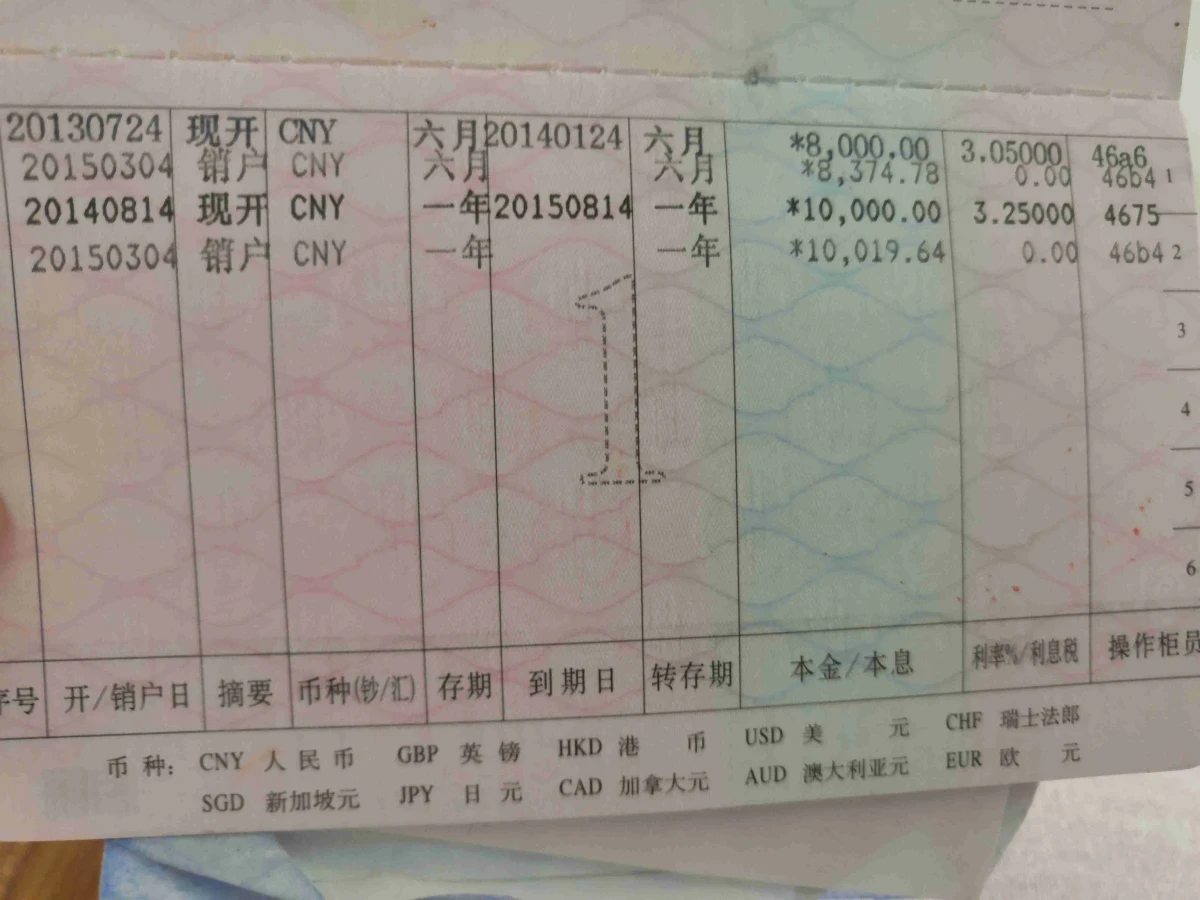 20130724 现开 CNY 六月 20140124 六月 *8,000.00 3.05000 46a6
20150304 销户 CNY 六月 六月 *8,374.78 0.00 46b4 1
20140814 现开 CNY 一年 20150814 一年 *10,000.00 3.25000 4675
20150304 销户 CNY 一年 一年 *10,019.64 0.00 46b4 2
3
4
5
6
序号 开/销户日 摘要 币种(钞/汇) 存期 到期日 转存期 本金/本息 利率%/利息税 操作柜员
币种: CNY 人民币 GBP 英镑 HKD 港币 USD 美元 CHF 瑞士法郎
SGD 新加坡元 JPY 日元 CAD 加拿大元 AUD 澳大利亚元 EUR 欧元